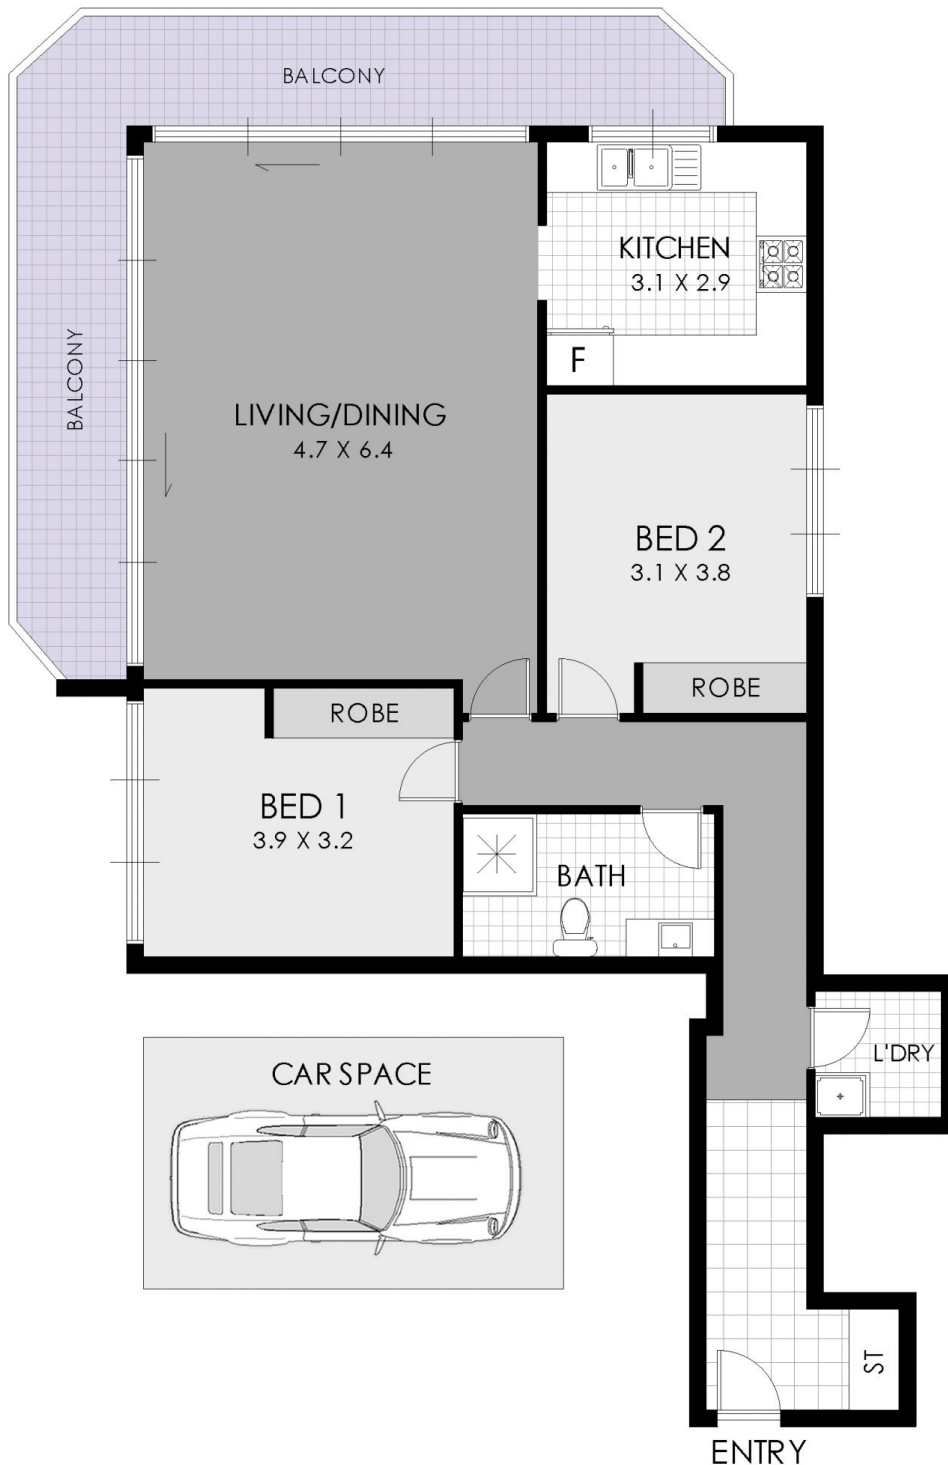 BALCONY
KITCHEN
3.1 X 2.9
F
BALCONY
LIVING/DINING
4.7 X 6.4
BED 2
3.1 X 3.8
ROBE
ROBE
BED 1
3.9 X 3.2
BATH
L'DRY
CAR SPACE
ST
ENTRY